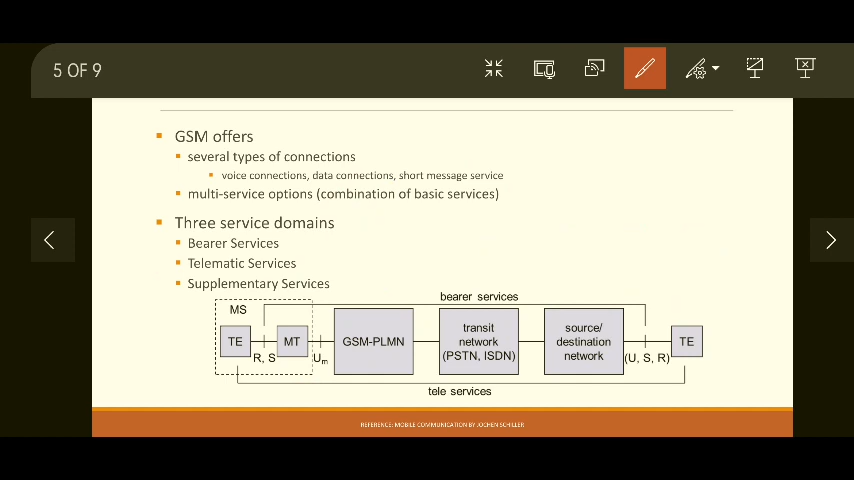 5 OF 9
GSM offers
several types of connections
voice connections, data connections, short message service
multi-service options (combination of basic services)
Three service domains
Bearer Services
Telematic Services
Supplementary Services
bearer services
MS
TE
R, S
MT
Um
GSM-PLMN
transit
network
(PSTN, ISDN)
source/
destination
network
(U, S, R)
TE
tele services
REFERENCE: MOBILE COMMUNICATION BY JOCHEN SCHILLER